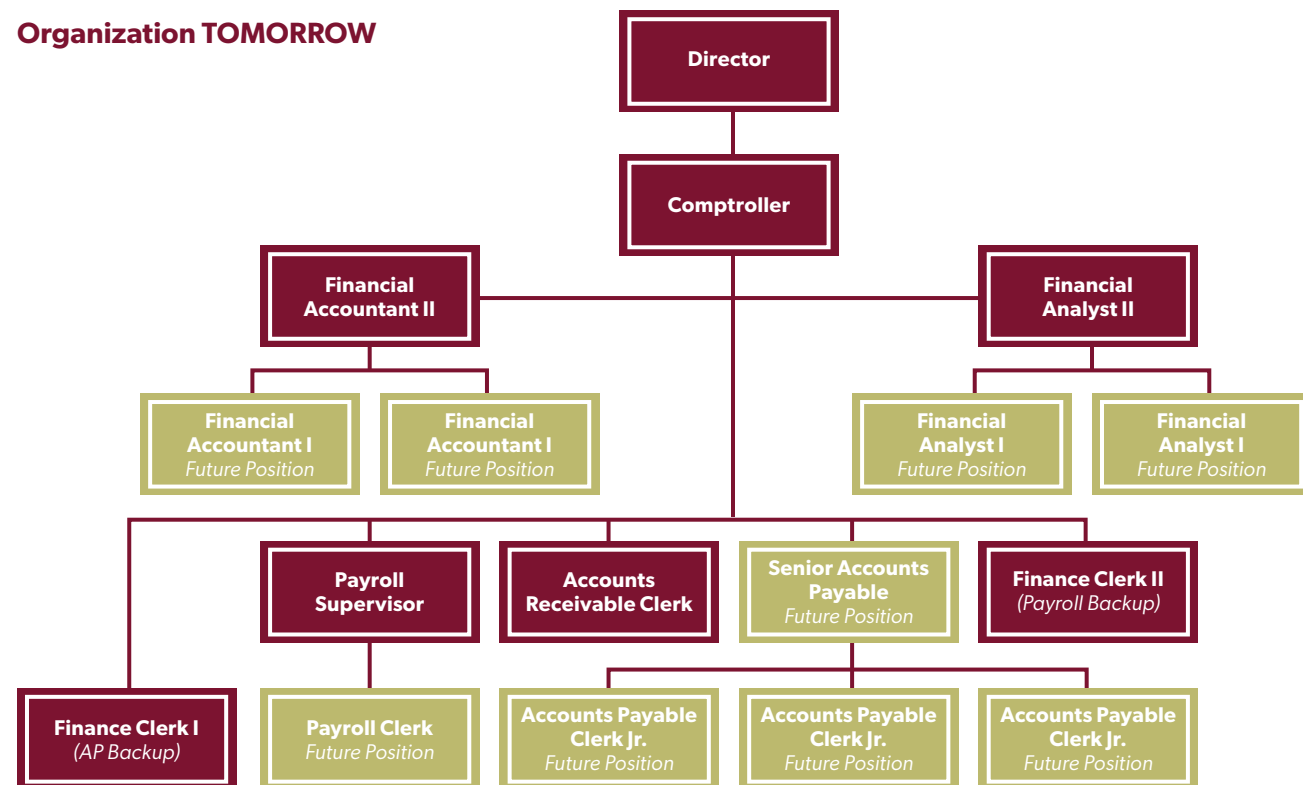 Organization TOMORROW
Director
Comptroller
Financial
Accountant II
Financial
Analyst II
Financial
Accountant I
Future Position
Financial
Accountant I
Future Position
Financial
Analyst I
Future Position
Financial
Analyst I
Future Position
Payroll
Supervisor
Accounts
Receivable Clerk
Senior Accounts
Payable
Future Position
Finance Clerk II
(Payroll Backup)
Finance Clerk I
(AP Backup)
Payroll Clerk
Future Position
Accounts Payable
Clerk Jr.
Future Position
Accounts Payable
Clerk Jr.
Future Position
Accounts Payable
Clerk Jr.
Future Position